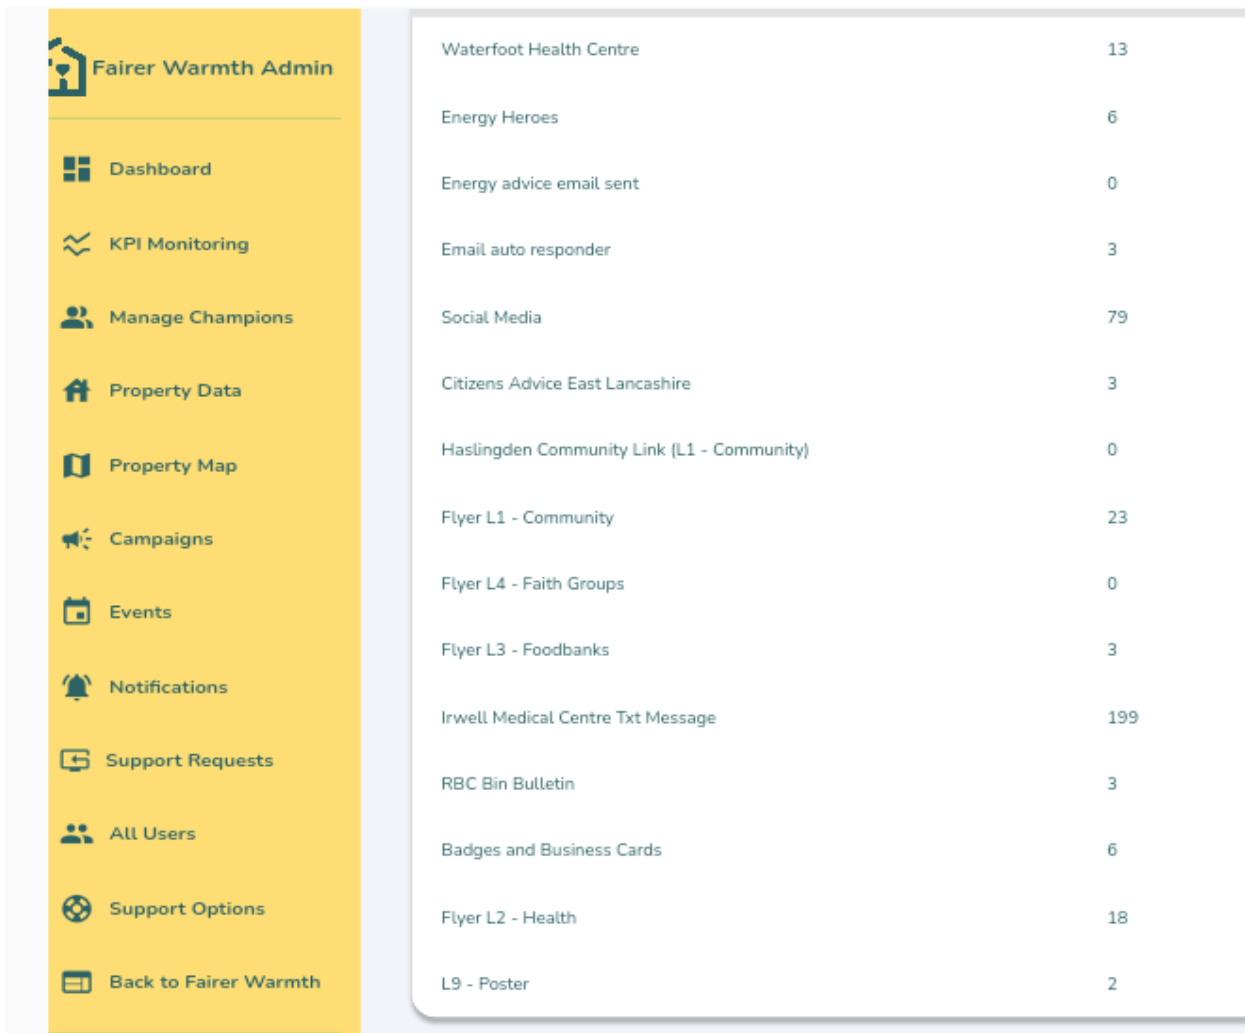 Fairer Warmth Admin
Dashboard
KPI Monitoring
Manage Champions
Property Data
Property Map
Campaigns
Events
Notifications
Support Requests
All Users
Support Options
Back to Fairer Warmth
Waterfoot Health Centre 13
Energy Heroes 6
Energy advice email sent 0
Email auto responder 3
Social Media 79
Citizens Advice East Lancashire 3
Haslingden Community Link (L1 - Community) 0
Flyer L1 - Community 23
Flyer L4 - Faith Groups 0
Flyer L3 - Foodbanks 3
Irwell Medical Centre Txt Message 199
RBC Bin Bulletin 3
Badges and Business Cards 6
Flyer L2 - Health 18
L9 - Poster 2